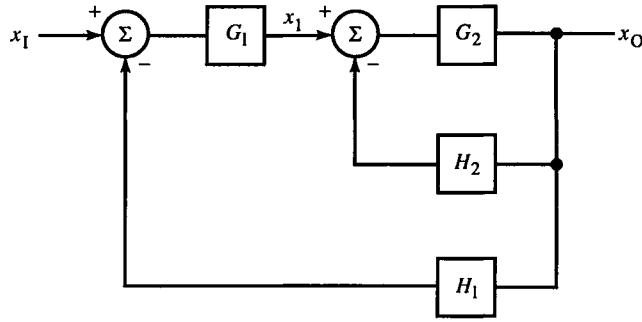 x_I + Σ − G_1 x_1 + Σ − G_2 x_O
H_2
H_1